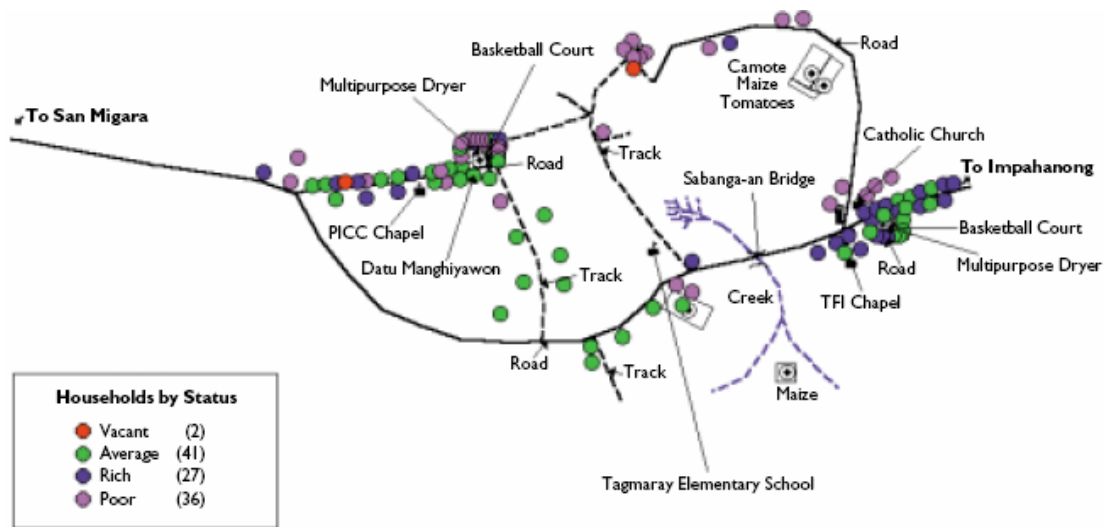 Road
Basketball Court
Camote
Maize
Tomatoes
Multipurpose Dryer
To San Migara
Catholic Church
Road
Track
To Impahanong
Sabanga-an Bridge
PICC Chapel
Basketball Court
Datu Manghiyawon
Road
Multipurpose Dryer
Track
Creek
TFI Chapel
Road
Track
Maize
Households by Status
Vacant (2)
Average (41)
Rich (27)
Poor (36)
Tagmaray Elementary School